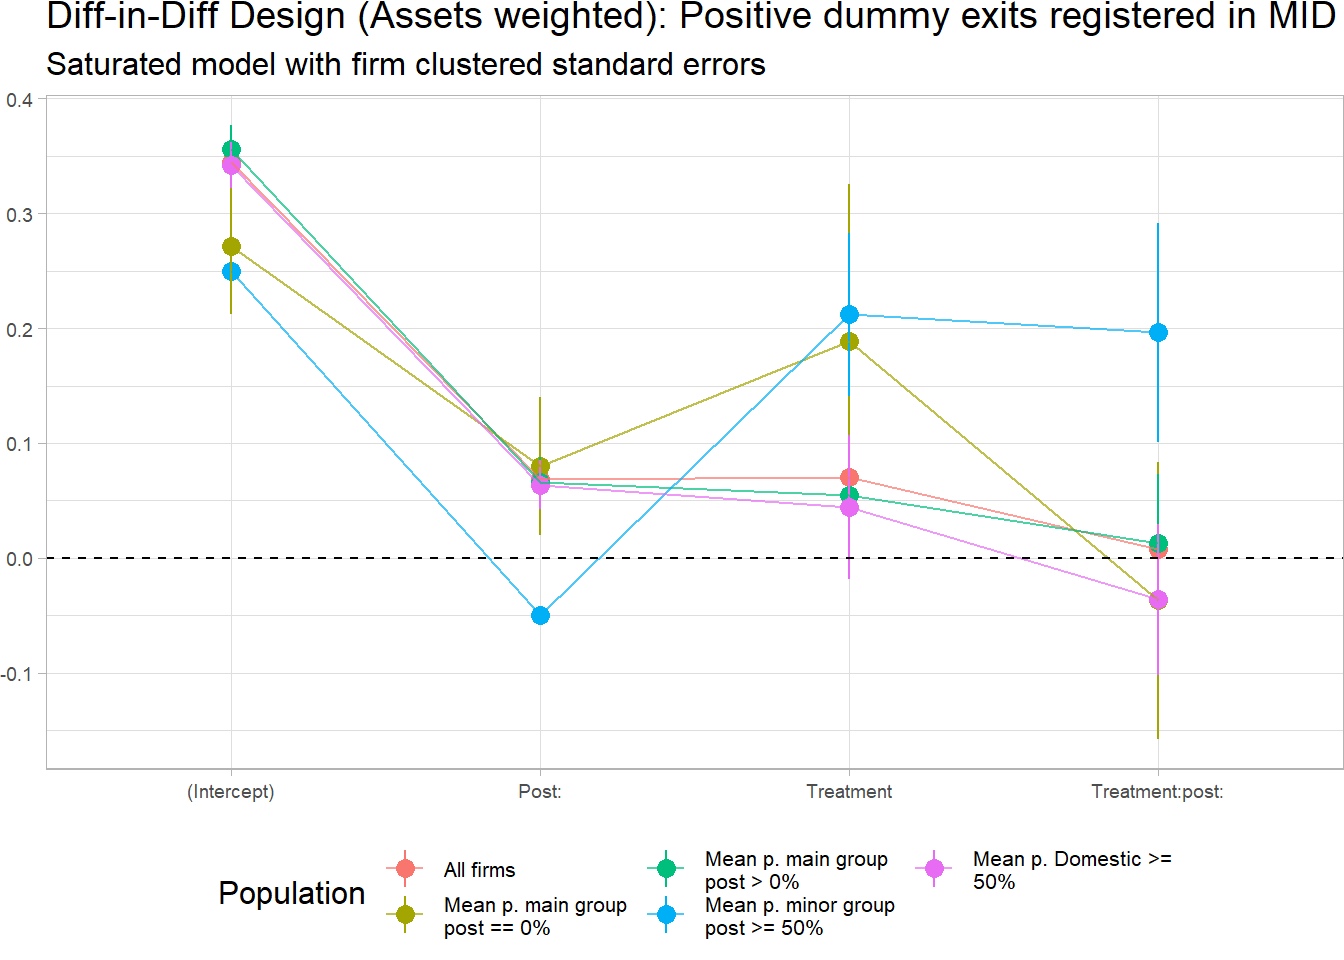 Diff-in-Diff Design (Assets weighted): Positive dummy exits registered in MID
Saturated model with firm clustered standard errors
0.4
0.3
0.2
0.1
0.0
-0.1
(Intercept)
Post:
Treatment
Treatment:post:
Population
All firms
Mean p. main group
post == 0%
Mean p. main group
post > 0%
Mean p. minor group
post >= 50%
Mean p. Domestic >=
50%